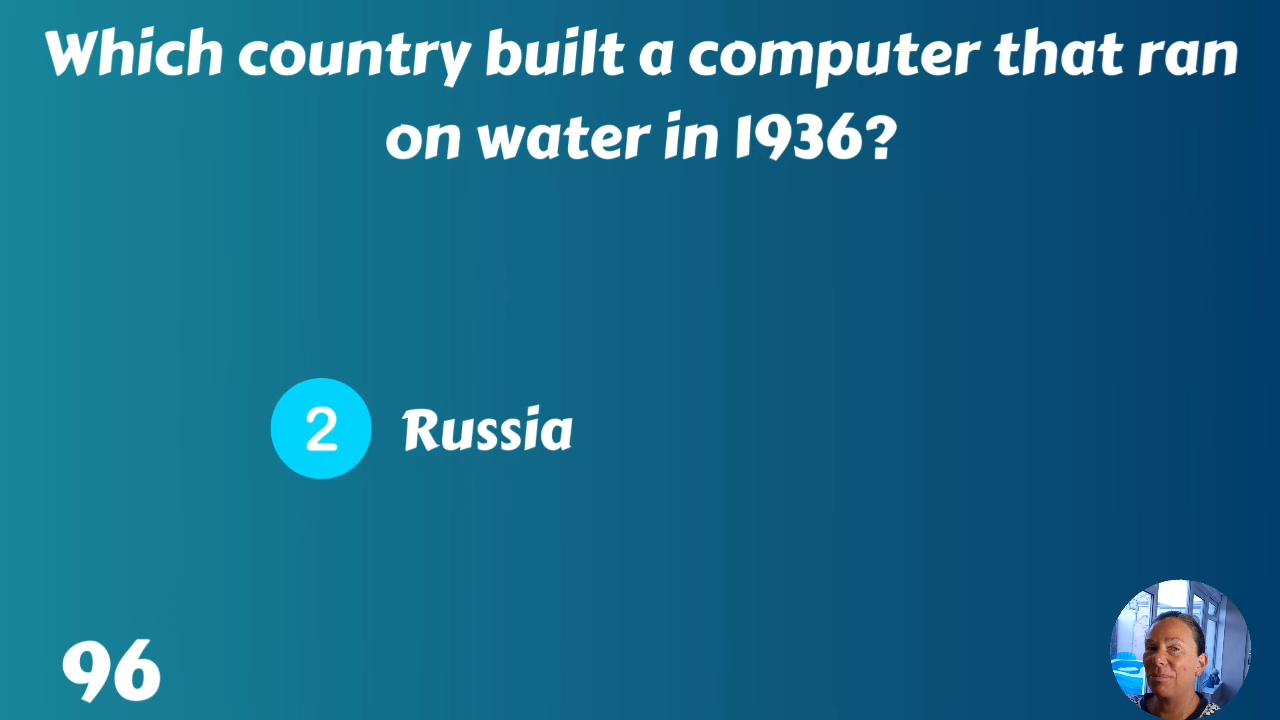 Which country built a computer that ran
on water in 1936?
2 Russia
96